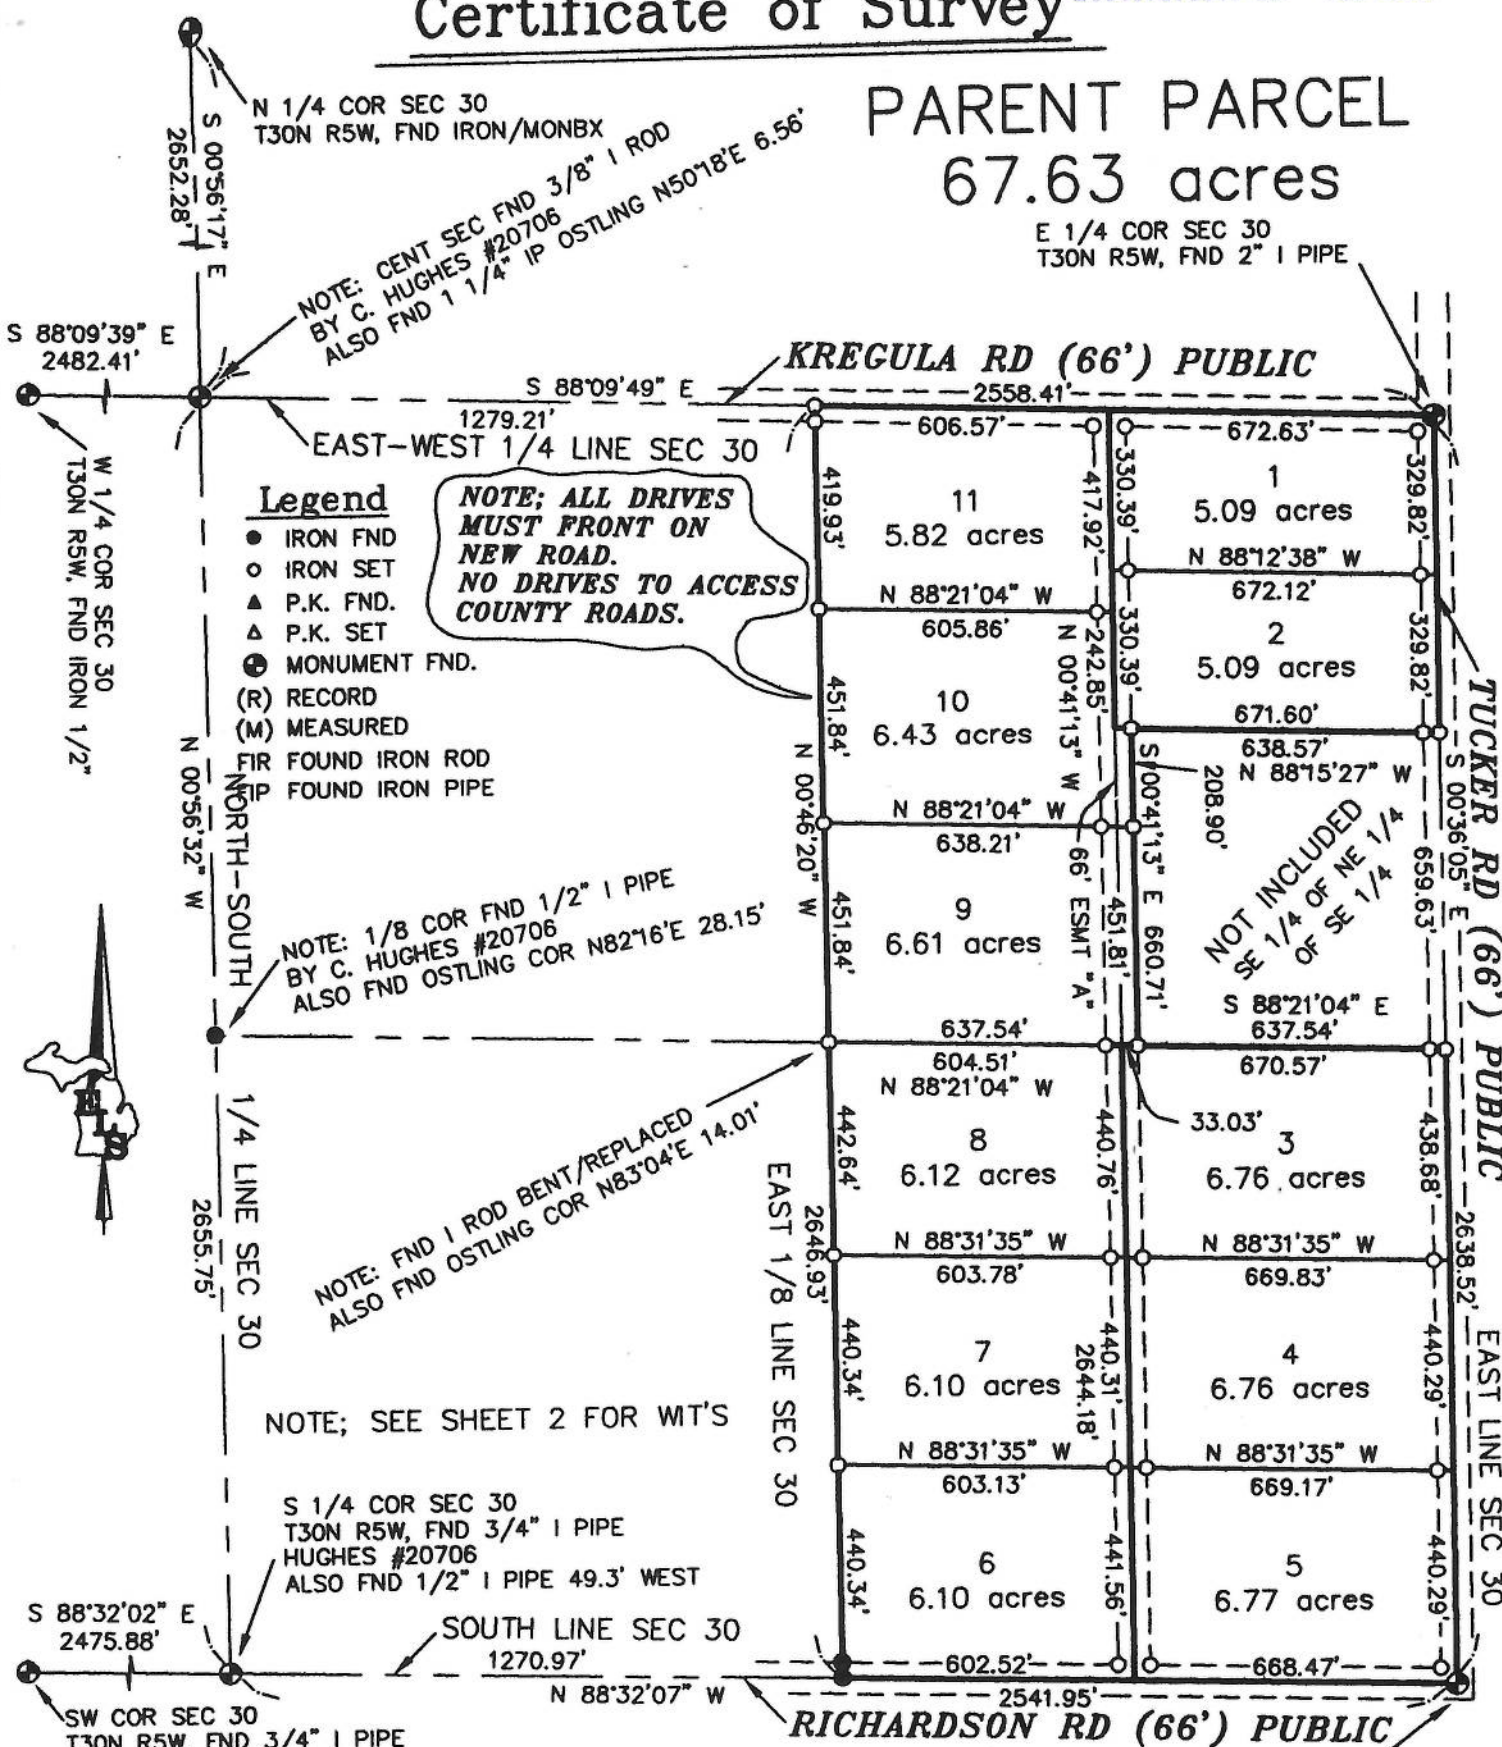 Certificate of Survey
PARENT PARCEL
67.63 acres
N 1/4 COR SEC 30
T30N R5W, FND IRON/MONBX
S 00°56'17" E
2652.28'
NOTE: CENT SEC FND 3/8" I ROD
BY C. HUGHES #20706
ALSO FND 1 1/4" IP OSTLING N50°18'E 6.56'
E 1/4 COR SEC 30
T30N R5W, FND 2" I PIPE
S 88°09'39" E
2482.41'
W 1/4 COR SEC 30
T30N R5W, FND IRON 1/2"
KREGULA RD (66') PUBLIC
S 88°09'49" E
2558.41'
1279.21'
EAST-WEST 1/4 LINE SEC 30
606.57'
672.63'
Legend
IRON FND
IRON SET
P.K. FND.
P.K. SET
MONUMENT FND.
(R) RECORD
(M) MEASURED
FIR FOUND IRON ROD
FIP FOUND IRON PIPE
NOTE; ALL DRIVES
MUST FRONT ON
NEW ROAD.
NO DRIVES TO ACCESS
COUNTY ROADS.
419.93'
11
5.82 acres
417.92'
330.39'
1
5.09 acres
329.82'
N 88°21'04" W
605.86'
N 88°12'38" W
672.12'
451.84'
10
6.43 acres
242.85'
N 00°41'13" W
330.39'
2
5.09 acres
329.82'
671.60'
638.57'
N 88°15'27" W
208.90'
TUCKER RD (66') PUBLIC
S 00°36'05" E
N 00°46'20" W
N 88°21'04" W
638.21'
66' ESMT "A"
S 00°41'13" E 660.71'
NOT INCLUDED
SE 1/4 OF NE 1/4
OF SE 1/4
659.63'
451.84'
9
6.61 acres
451.81'
N 00°56'32" W
NORTH-SOUTH
1/4 LINE SEC 30
2655.75'
NOTE: 1/8 COR FND 1/2" I PIPE
BY C. HUGHES #20706
ALSO FND OSTLING COR N82°16'E 28.15'
637.54'
604.51'
N 88°21'04" W
S 88°21'04" E
637.54'
670.57'
33.03'
NOTE: FND I ROD BENT/REPLACED
ALSO FND OSTLING COR N83°04'E 14.01'
E
L
S
442.64'
8
6.12 acres
440.76'
3
6.76 acres
438.68'
EAST 1/8 LINE SEC 30
2646.93'
N 88°31'35" W
603.78'
N 88°31'35" W
669.83'
2638.52'
EAST LINE SEC 30
440.34'
7
6.10 acres
440.31'
2644.18'
4
6.76 acres
440.29'
NOTE; SEE SHEET 2 FOR WIT'S
N 88°31'35" W
603.13'
N 88°31'35" W
669.17'
S 1/4 COR SEC 30
T30N R5W, FND 3/4" I PIPE
HUGHES #20706
ALSO FND 1/2" I PIPE 49.3' WEST
440.34'
6
6.10 acres
441.56'
5
6.77 acres
440.29'
S 88°32'02" E
2475.88'
SOUTH LINE SEC 30
1270.97'
N 88°32'07" W
602.52'
668.47'
2541.95'
RICHARDSON RD (66') PUBLIC
SW COR SEC 30
T30N R5W, FND 3/4" I PIPE